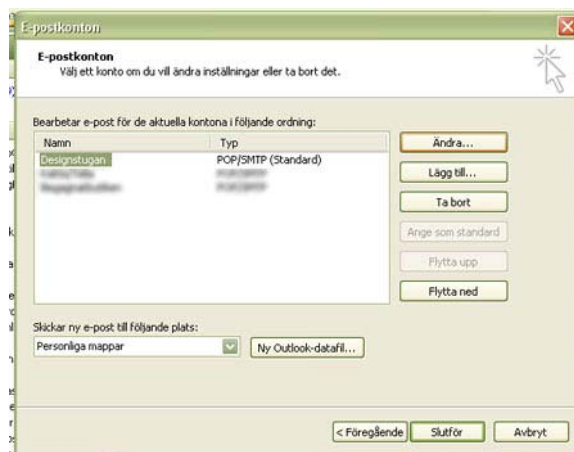 E-postkonton
E-postkonton
Välj ett konto om du vill ändra inställningar eller ta bort det.
Bearbetar e-post för de aktuella kontona i följande ordning:
Namn Typ
Designstugan POP/SMTP (Standard)
Ändra...
Lägg till...
Ta bort
Ange som standard
Flytta upp
Flytta ned
Skickar ny e-post till följande plats:
Personliga mappar
Ny Outlook-datafil...
< Föregående
Slutför
Avbryt